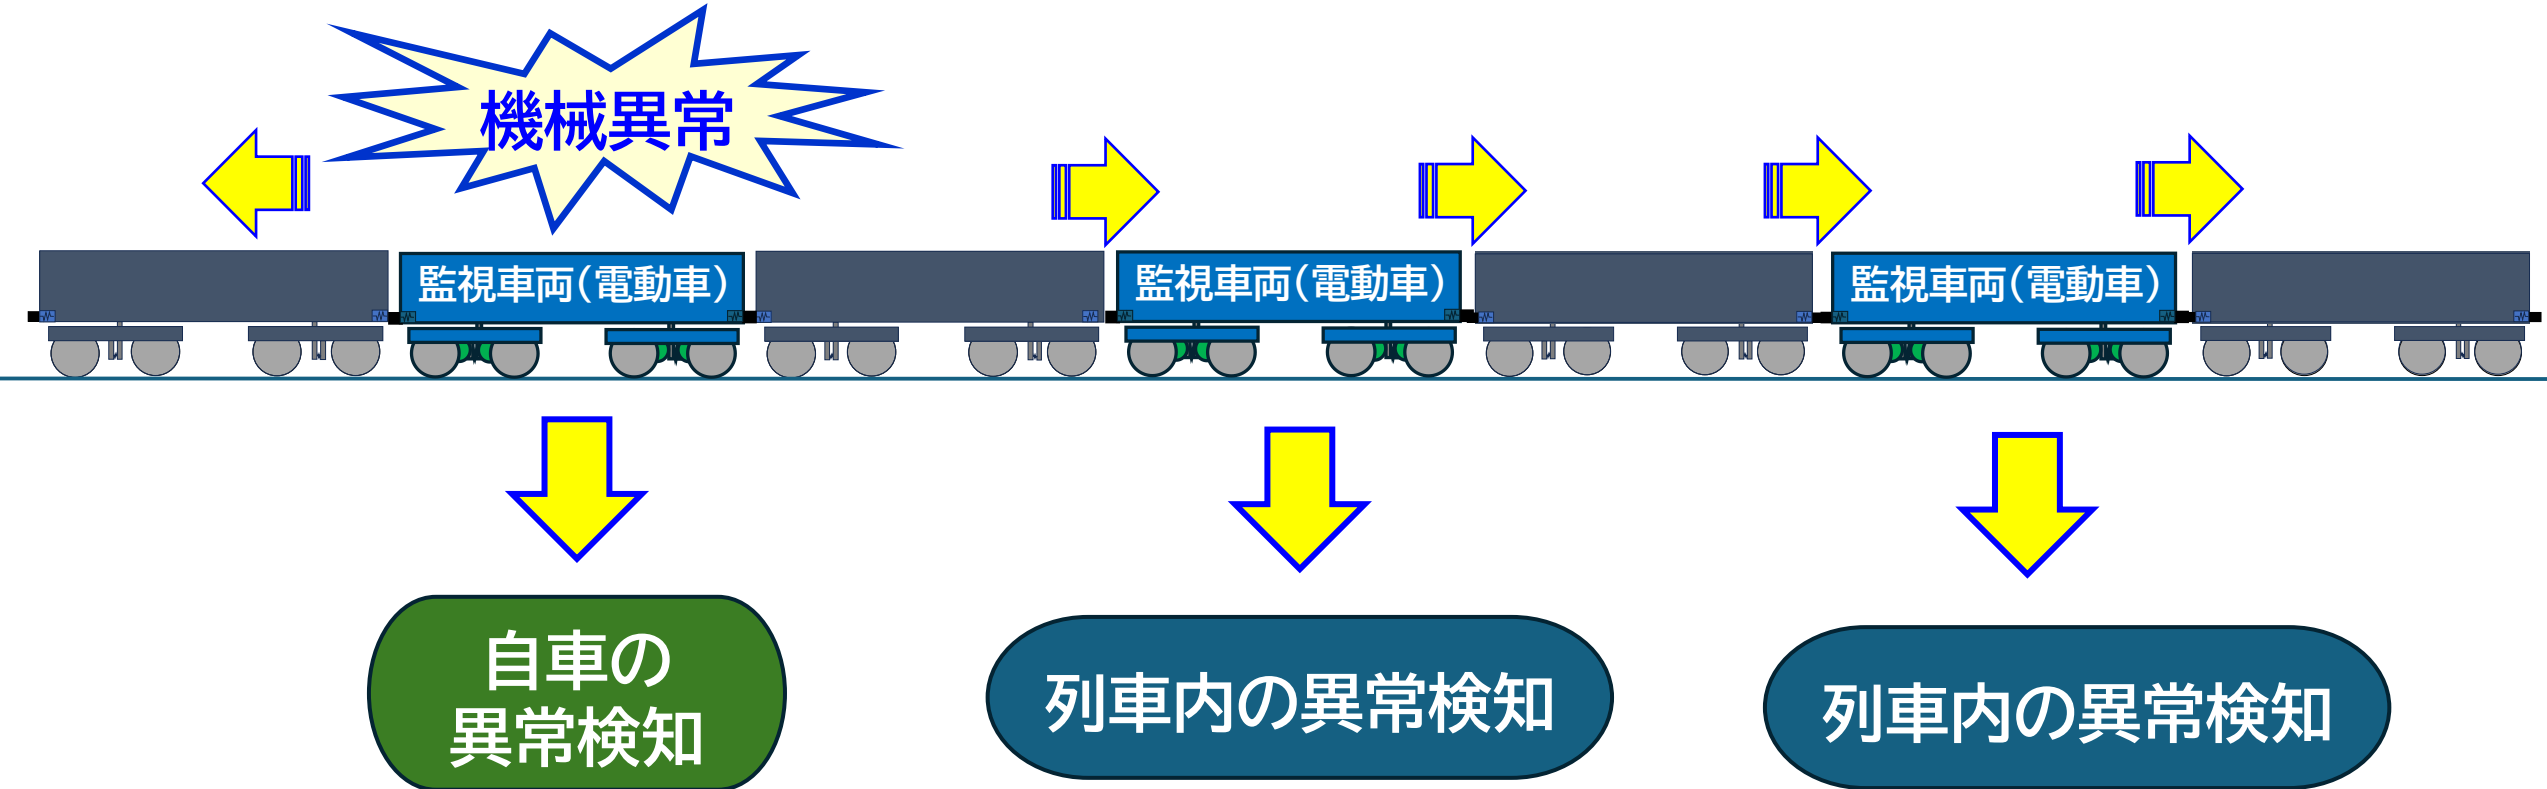 機械異常
監視車両(電動車)
監視車両(電動車)
監視車両(電動車)
自車の
異常検知
列車内の異常検知
列車内の異常検知